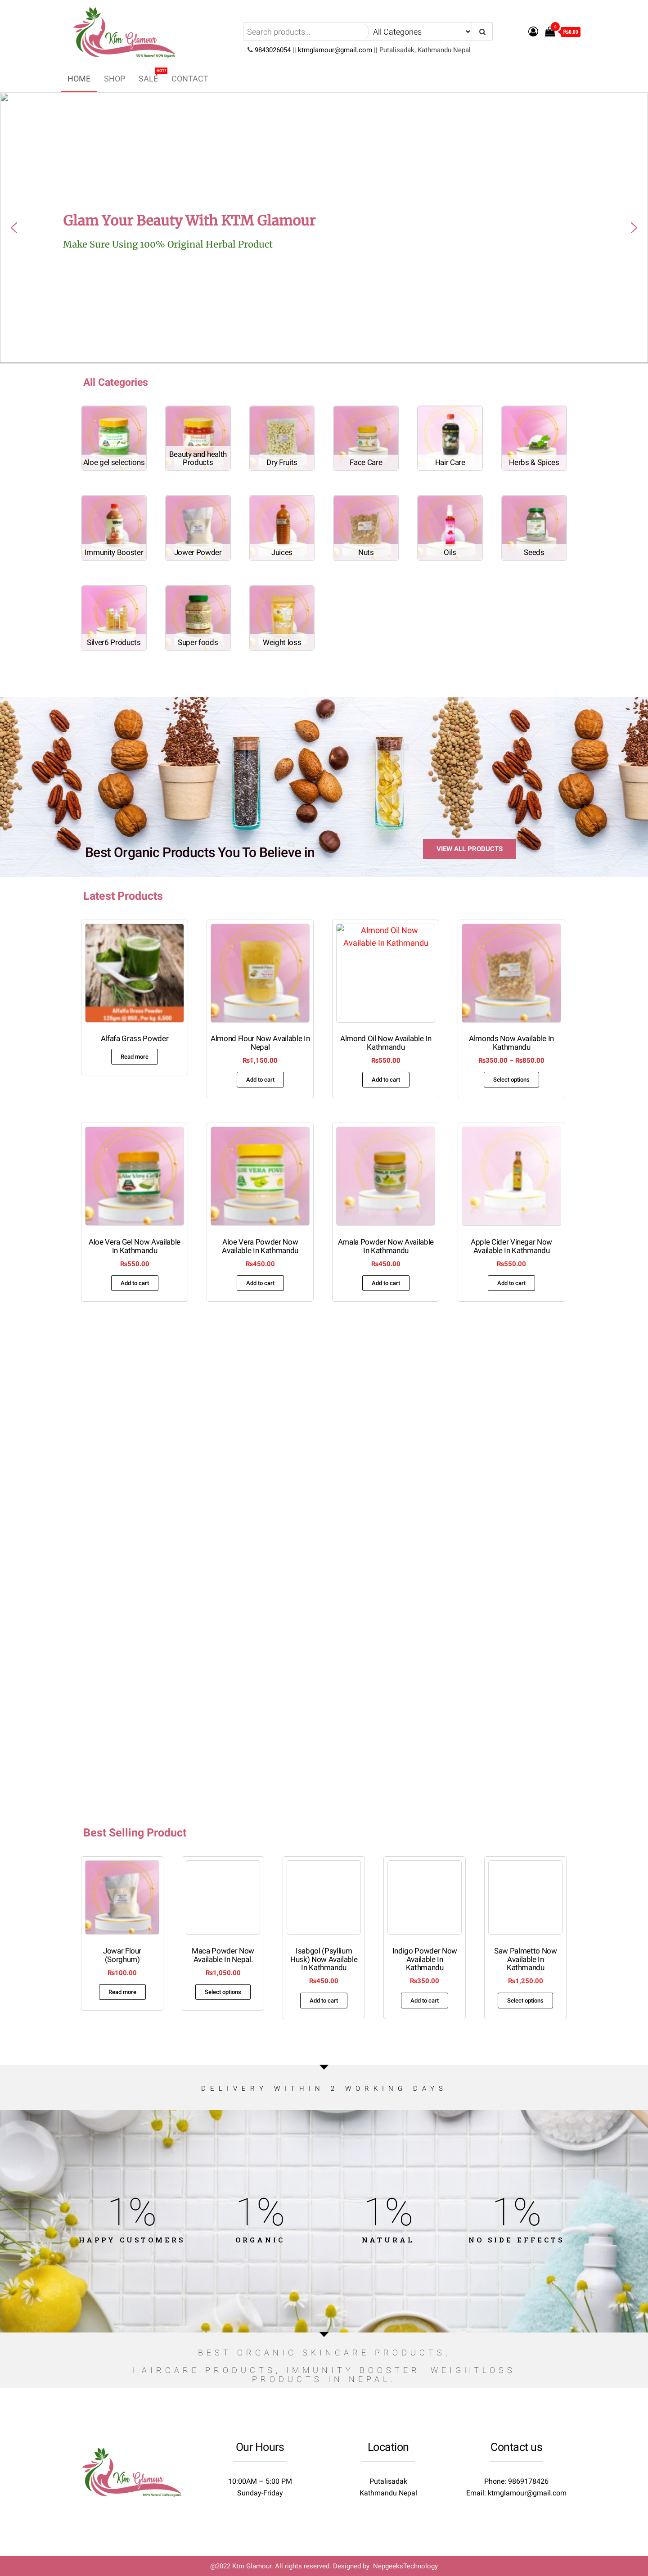 Ktm Glamour
100% Natural 100% Organic
Search products...
All Categories
0
₨0.00
9843026054 || ktmglamour@gmail.com || Putalisadak, Kathmandu Nepal
HOME
SHOP
SALE
HOT!
CONTACT
Glam Your Beauty With KTM Glamour
Make Sure Using 100% Original Herbal Product
All Categories
Aloe gel selections
Beauty and health Products
Dry Fruits
Face Care
Hair Care
Herbs & Spices
Immunity Booster
Jower Powder
Juices
Nuts
Oils
Seeds
Silver6 Products
Super foods
Weight loss
Best Organic Products You To Believe in
VIEW ALL PRODUCTS
Latest Products
Alfafa Grass Powder
Read more
Almond Flour Now Available In Nepal
₨1,150.00
Add to cart
Almond Oil Now Available In Kathmandu
Almond Oil Now Available In Kathmandu
₨550.00
Add to cart
Almonds Now Available In Kathmandu
₨350.00 – ₨850.00
Select options
Aloe Vera Gel Now Available In Kathmandu
₨550.00
Add to cart
Aloe Vera Powder Now Available In Kathmandu
₨450.00
Add to cart
Amala Powder Now Available In Kathmandu
₨450.00
Add to cart
Apple Cider Vinegar Now Available In Kathmandu
₨550.00
Add to cart
Best Selling Product
Jowar Flour (Sorghum)
₨100.00
Read more
Maca Powder Now Available In Nepal.
₨1,050.00
Select options
Isabgol (Psyllium Husk) Now Available In Kathmandu
₨450.00
Add to cart
Indigo Powder Now Available In Kathmandu
₨350.00
Add to cart
Saw Palmetto Now Available In Kathmandu
₨1,250.00
Select options
DELIVERY WITHIN 2 WORKING DAYS
1%
HAPPY CUSTOMERS
1%
ORGANIC
1%
NATURAL
1%
NO SIDE EFFECTS
BEST ORGANIC SKINCARE PRODUCTS,
HAIRCARE PRODUCTS, IMMUNITY BOOSTER, WEIGHTLOSS
PRODUCTS IN NEPAL.
Ktm Glamour
100% Natural 100% Organic
Our Hours
10:00AM – 5:00 PM
Sunday-Friday
Location
Putalisadak
Kathmandu Nepal
Contact us
Phone: 9869178426
Email: ktmglamour@gmail.com
@2022 Ktm Glamour. All rights reserved. Designed by NepgeeksTechnology